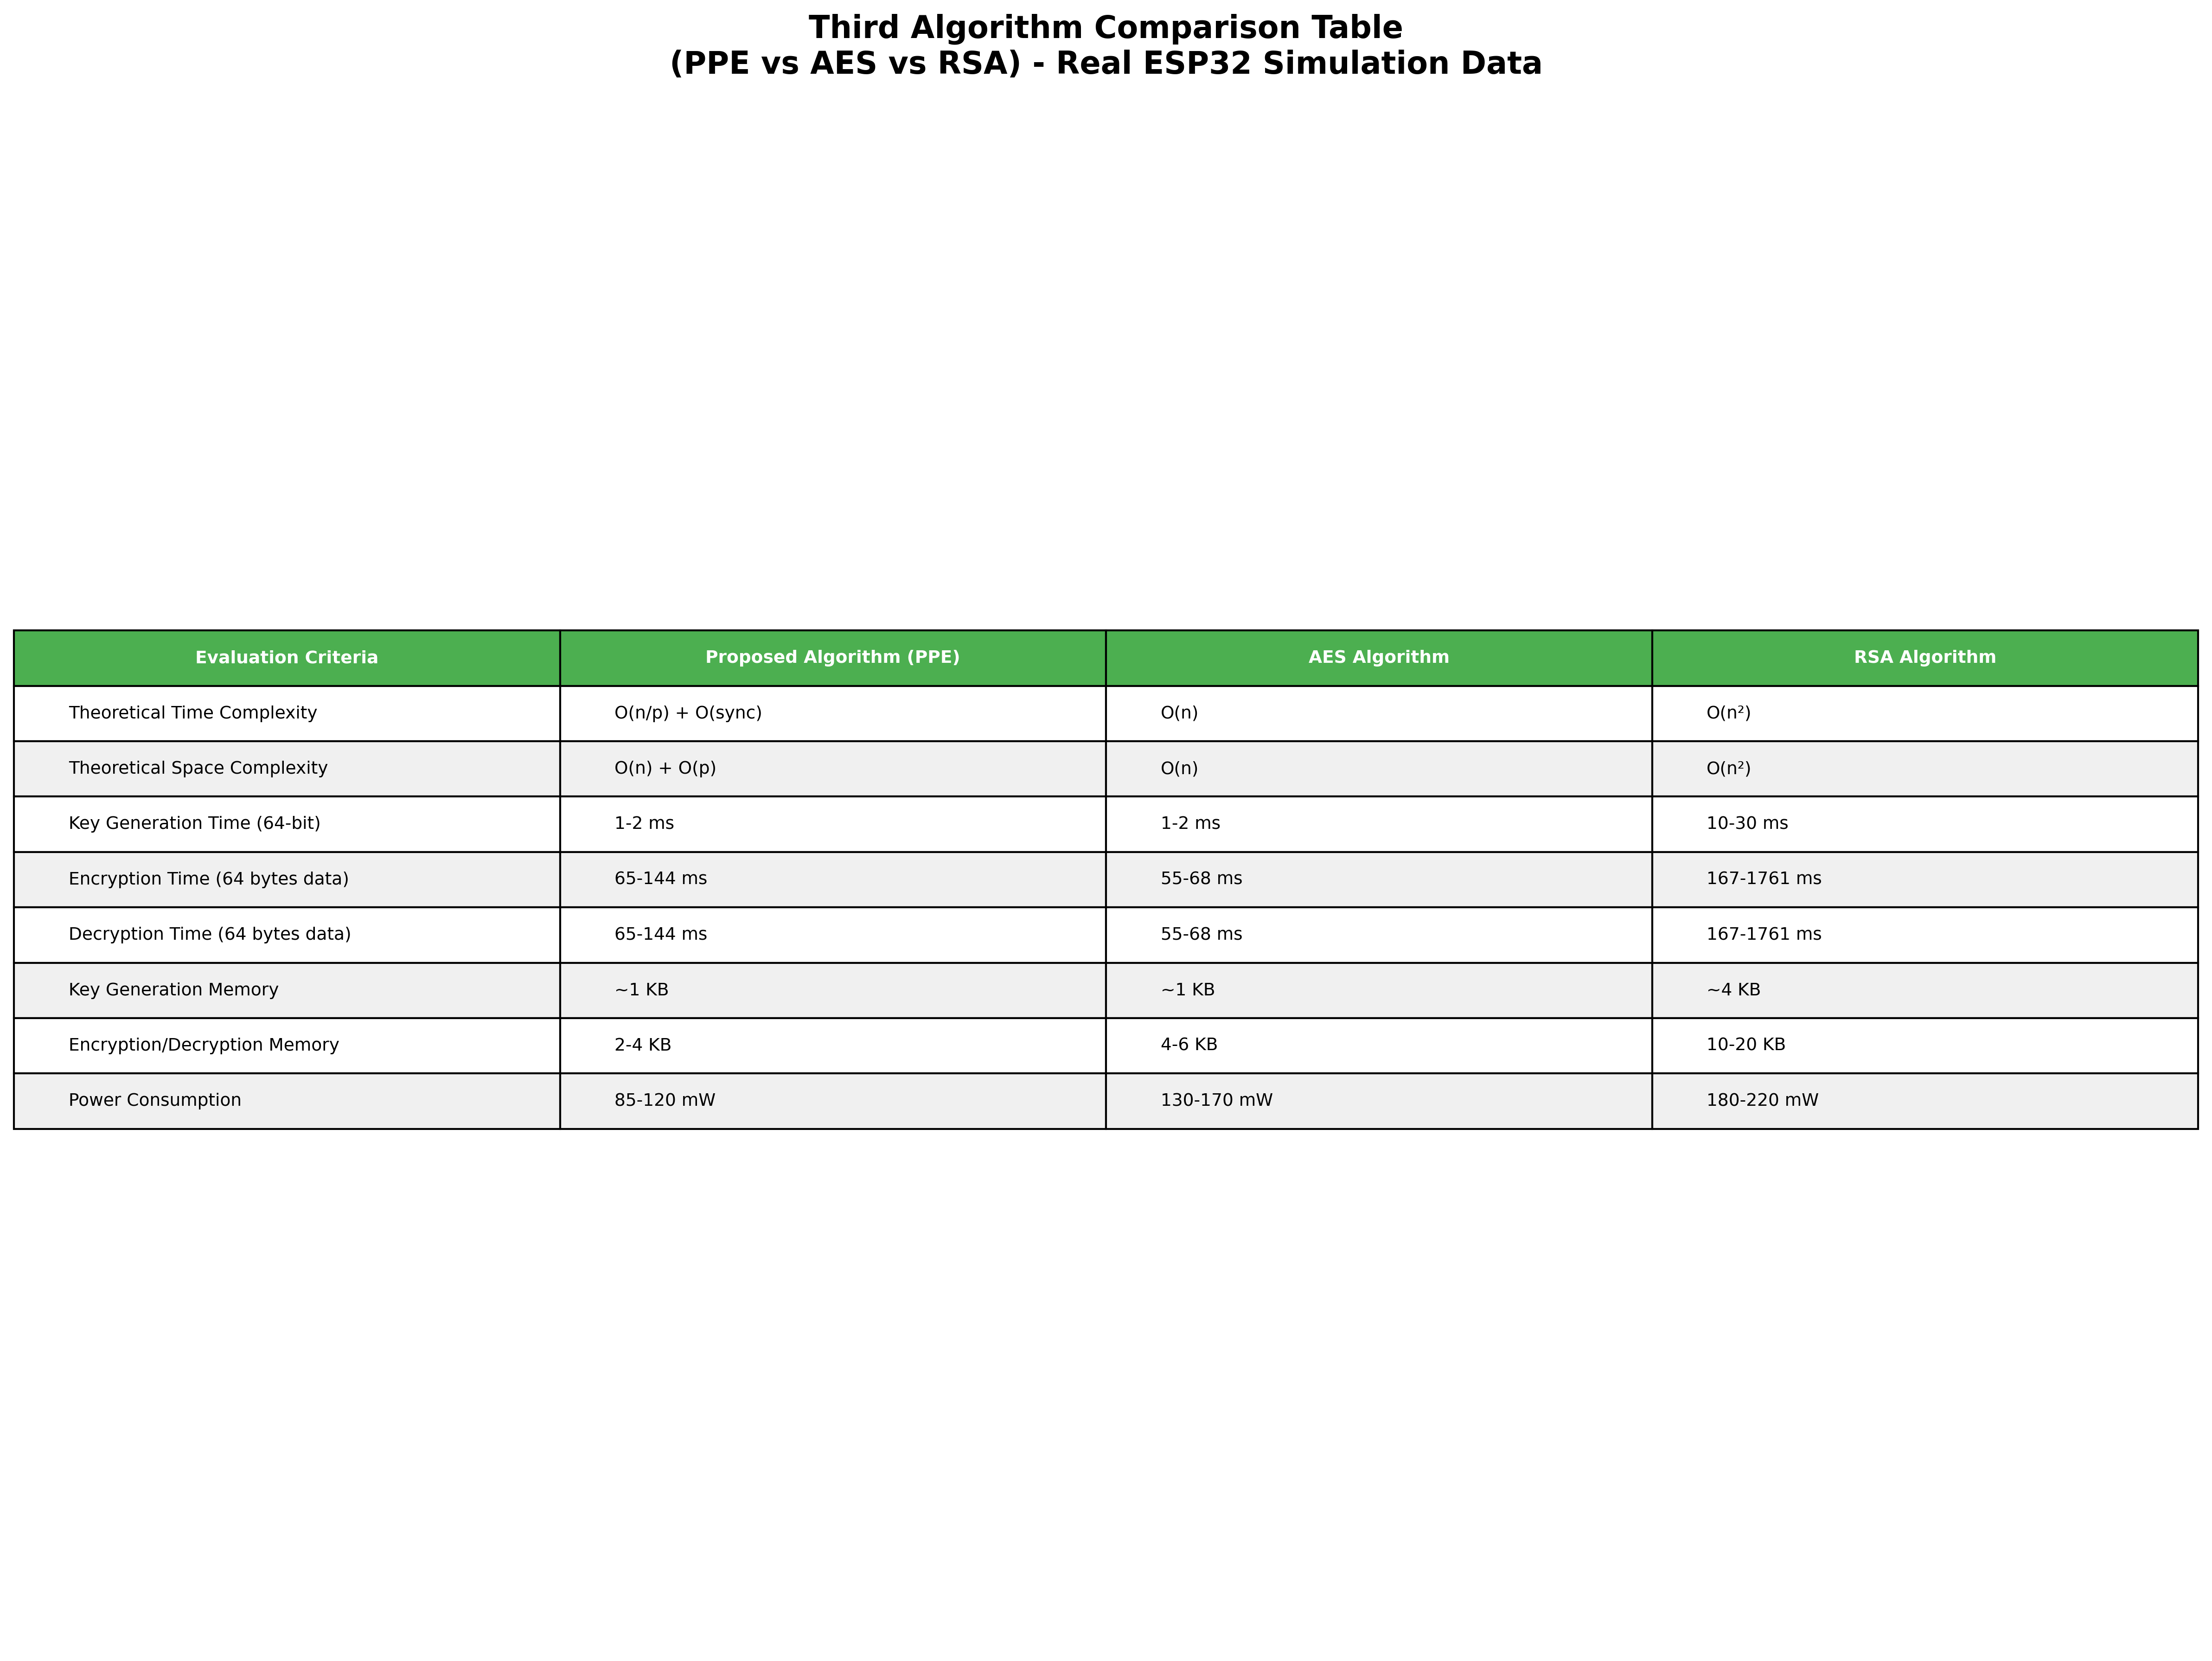 Third Algorithm Comparison Table
(PPE vs AES vs RSA) - Real ESP32 Simulation Data
Evaluation Criteria Proposed Algorithm (PPE) AES Algorithm RSA Algorithm
Theoretical Time Complexity O(n/p) + O(sync) O(n) O(n²)
Theoretical Space Complexity O(n) + O(p) O(n) O(n²)
Key Generation Time (64-bit) 1-2 ms 1-2 ms 10-30 ms
Encryption Time (64 bytes data) 65-144 ms 55-68 ms 167-1761 ms
Decryption Time (64 bytes data) 65-144 ms 55-68 ms 167-1761 ms
Key Generation Memory ~1 KB ~1 KB ~4 KB
Encryption/Decryption Memory 2-4 KB 4-6 KB 10-20 KB
Power Consumption 85-120 mW 130-170 mW 180-220 mW